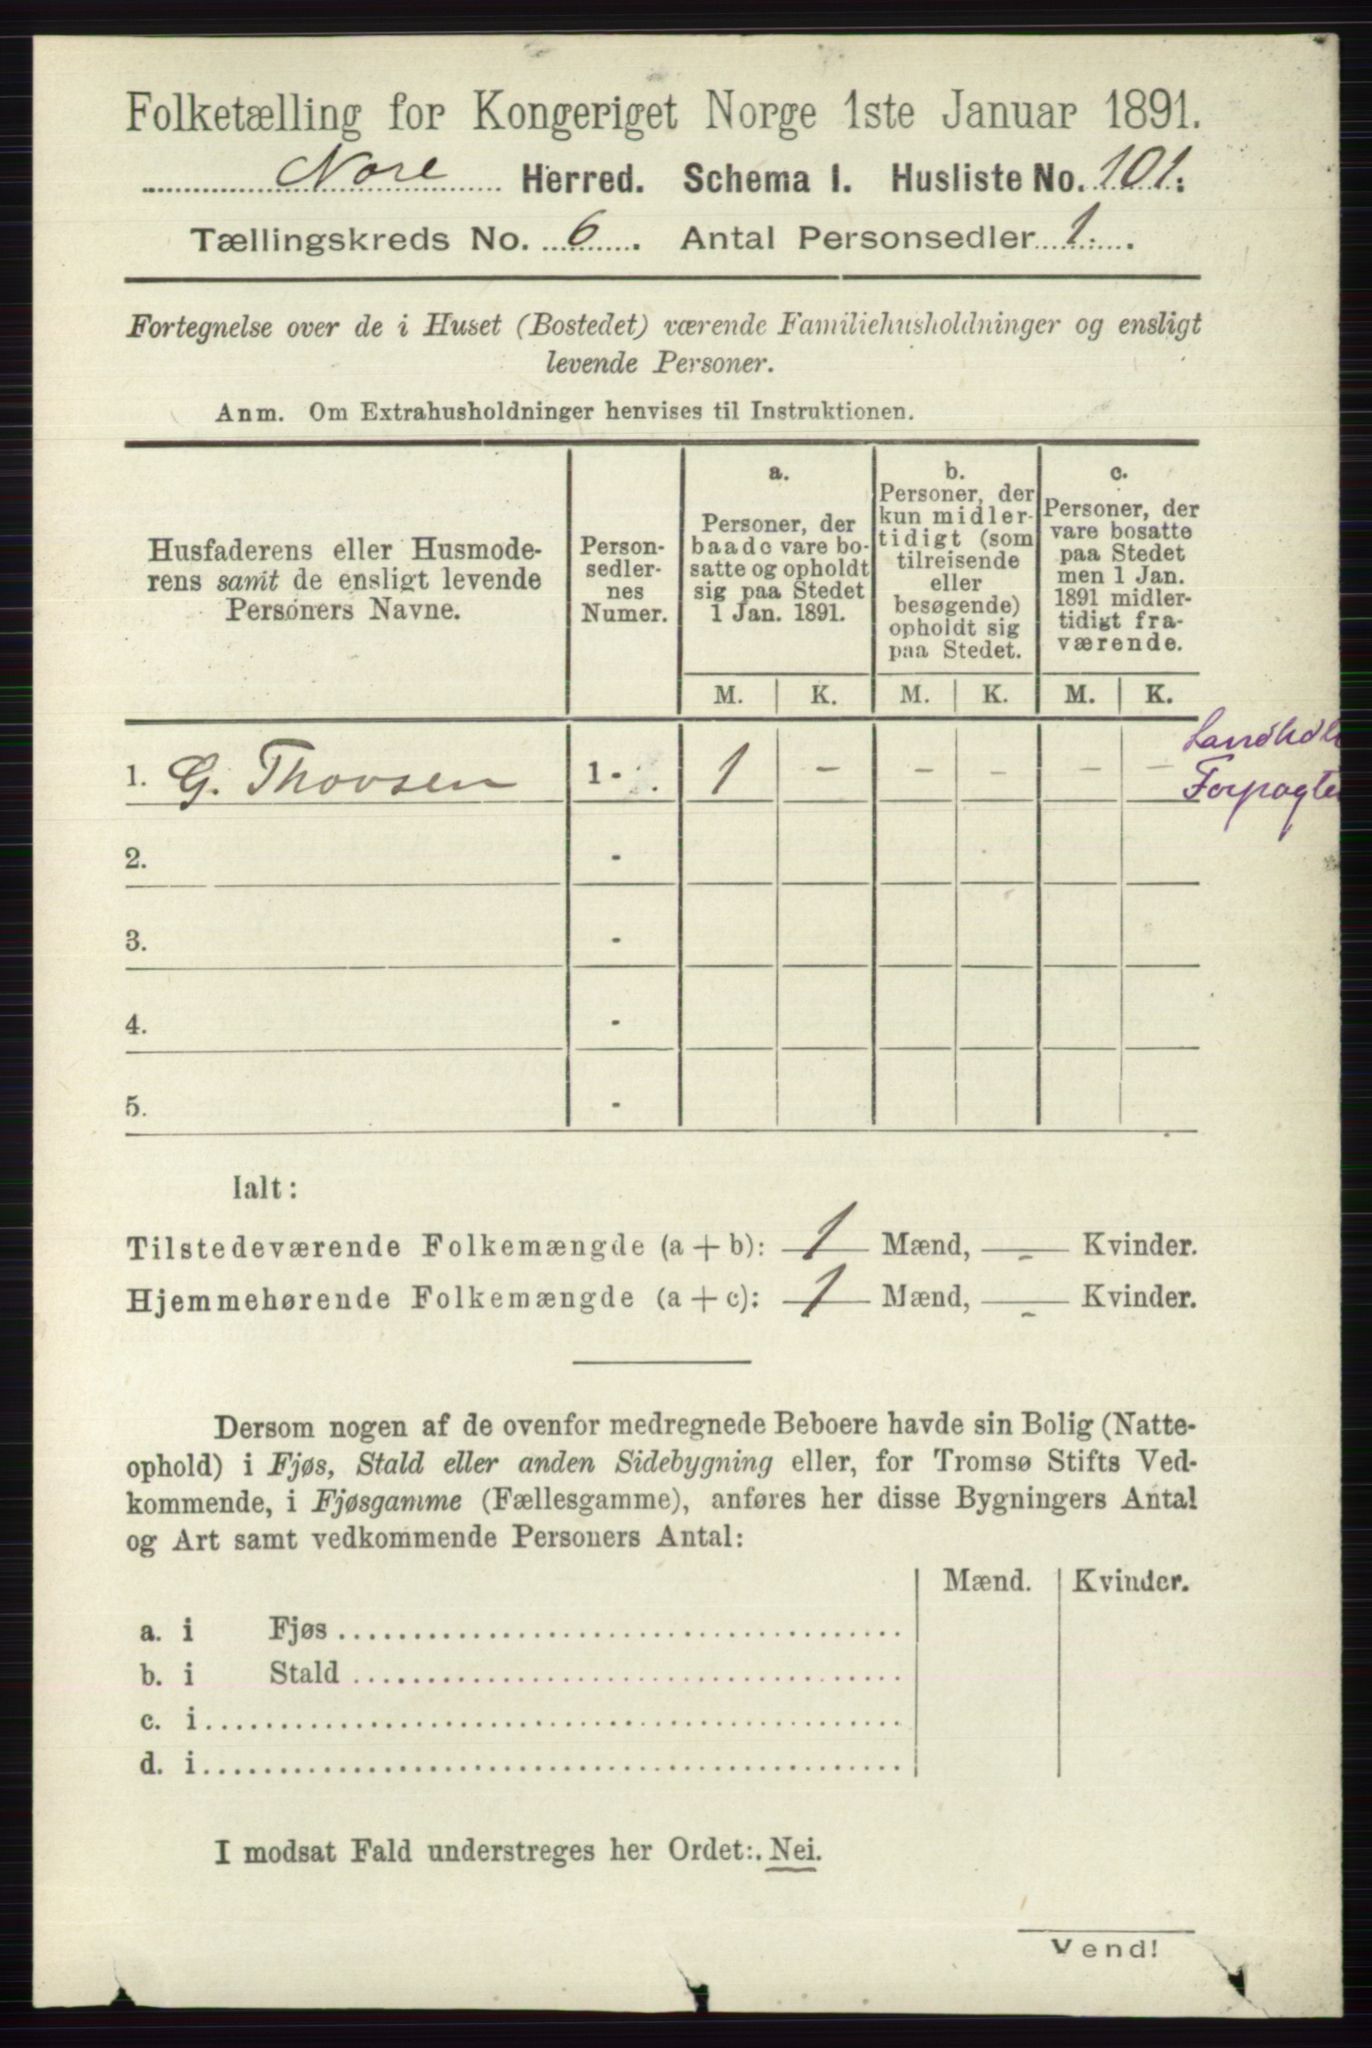 Folketælling for Kongeriget Norge 1ste Januar 1891.
Nore Herred. Schema I. Husliste No. 101.
Tællingskreds No. 6. Antal Personsedler 1.
Fortegnelse over de i Huset (Bostedet) værende Familiehusholdninger og ensligt
levende Personer.
Anm. Om Extrahusholdninger henvises til Instruktionen.
Husfaderens eller Husmode-
rens samt de ensligt levende
Personers Navne.
Person-
sedler-
nes
Numer.
a.
Personer, der
baade vare bo-
satte og opholdt
sig paa Stedet
1 Jan. 1891.
b.
Personer, der
kun midler-
tidigt (som
tilreisende
eller
besøgende)
opholdt sig
paa Stedet.
c.
Personer, der
vare bosatte
paa Stedet
men 1 Jan.
1891 midler-
tidigt fra-
værende.
M. K. M. K. M. K.
1. G. Thovsen 1 - 1 - - - - -
Forpagter
2. -
3. -
4. -
5. -
Ialt:
Tilstedeværende Folkemængde (a + b): 1 Mænd, - Kvinder.
Hjemmehørende Folkemængde (a + c): 1 Mænd, - Kvinder.
Dersom nogen af de ovenfor medregnede Beboere havde sin Bolig (Natte-
ophold) i Fjøs, Stald eller anden Sidebygning eller, for Tromsø Stifts Ved-
kommende, i Fjøsgamme (Fællesgamme), anføres her disse Bygningers Antal
og Art samt vedkommende Personers Antal:
Mænd. Kvinder.
a. i Fjøs
b. i Stald
c. i
d. i
I modsat Fald understreges her Ordet: Nei.
Vend!